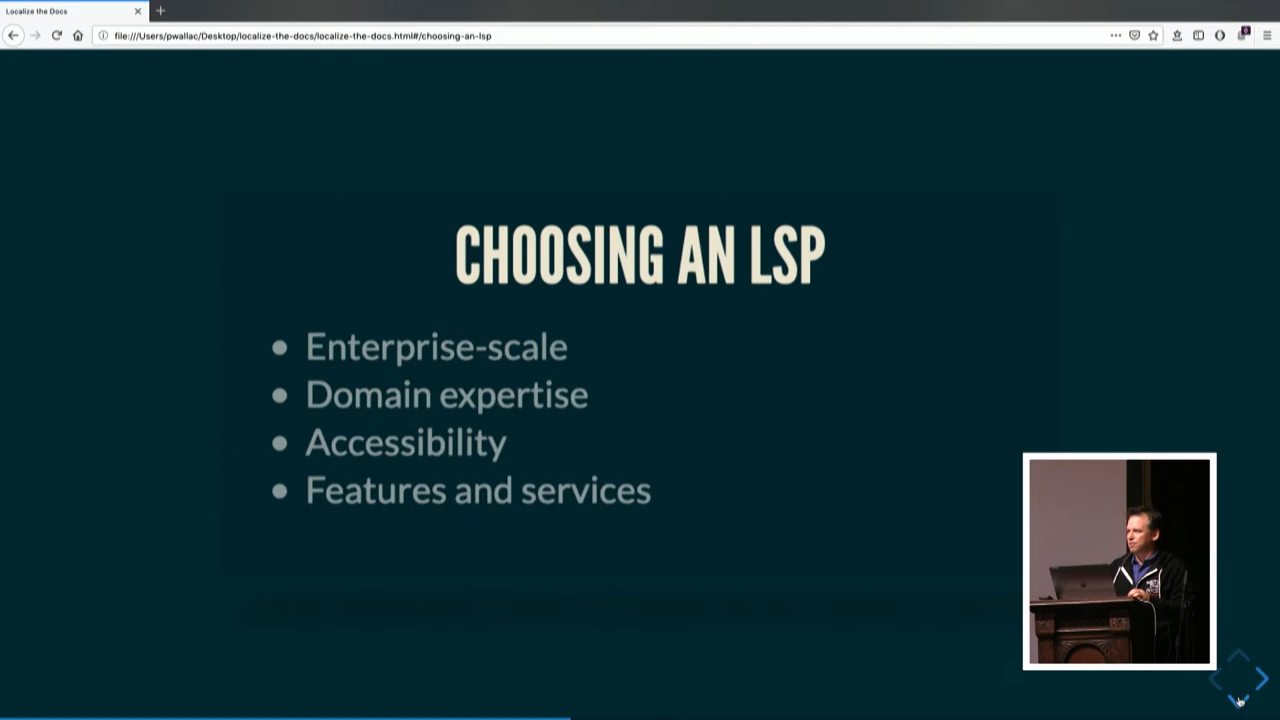 Localize the Docs
file:///Users/pwallac/Desktop/localize-the-docs/localize-the-docs.html#/choosing-an-lsp
CHOOSING AN LSP
Enterprise-scale
Domain expertise
Accessibility
Features and services